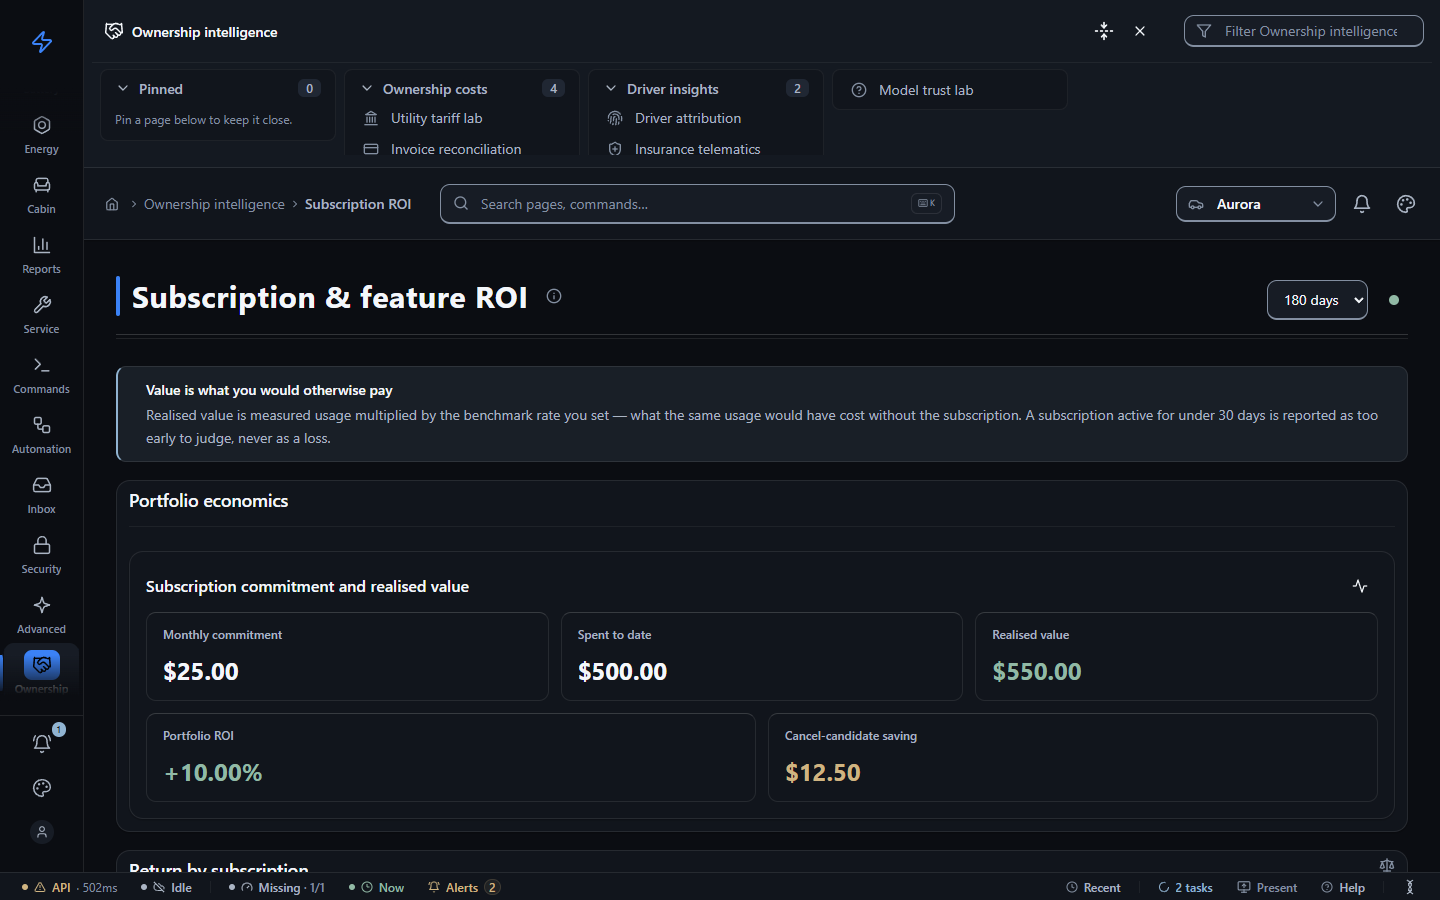 Ownership intelligence
Filter Ownership intelligence
Pinned 0
Pin a page below to keep it close.
Ownership costs 4
Utility tariff lab
Invoice reconciliation
Driver insights 2
Driver attribution
Insurance telematics
Model trust lab
Energy
Cabin
Reports
Service
Commands
Automation
Inbox
Security
Advanced
Ownership
1
Ownership intelligence Subscription ROI
Search pages, commands...
K
Aurora
Subscription & feature ROI
180 days
Value is what you would otherwise pay
Realised value is measured usage multiplied by the benchmark rate you set — what the same usage would have cost without the subscription. A subscription active for under 30 days is reported as too
early to judge, never as a loss.
Portfolio economics
Subscription commitment and realised value
Monthly commitment
$25.00
Spent to date
$500.00
Realised value
$550.00
Portfolio ROI
+10.00%
Cancel-candidate saving
$12.50
Return by subscription
API · 502ms
Idle
Missing · 1/1
Now
Alerts 2
Recent
2 tasks
Present
Help